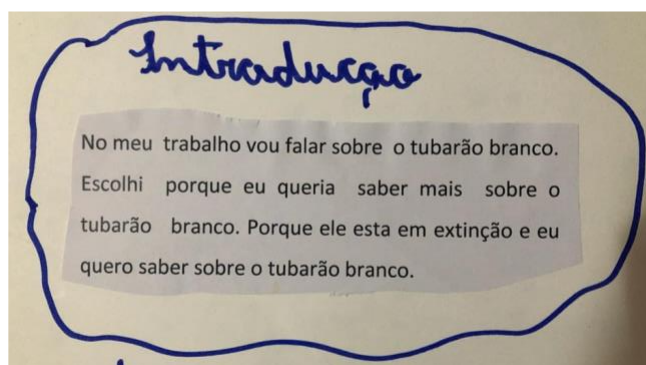 Intraducçao
No meu trabalho vou falar sobre o tubarão branco.
Escolhi porque eu queria saber mais sobre o
tubarão branco. Porque ele esta em extinção e eu
quero saber sobre o tubarão branco.